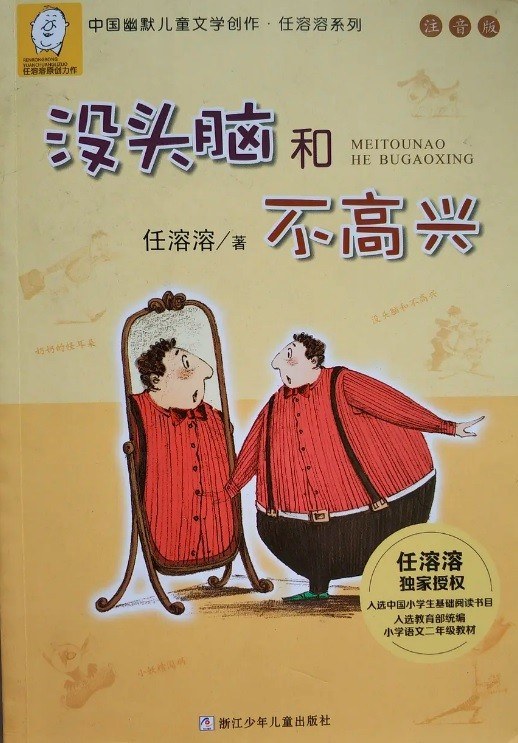 中国幽默儿童文学创作·任溶溶系列
注音版
任溶溶原创力作
没头脑和
MEITOUNAO
HE BUGAOXING
不高兴
任溶溶/著
没头脑和不高兴
任溶溶
独家授权
入选中国小学生基础阅读书目
入选教育部统编
小学语文二年级教材
浙江少年儿童出版社